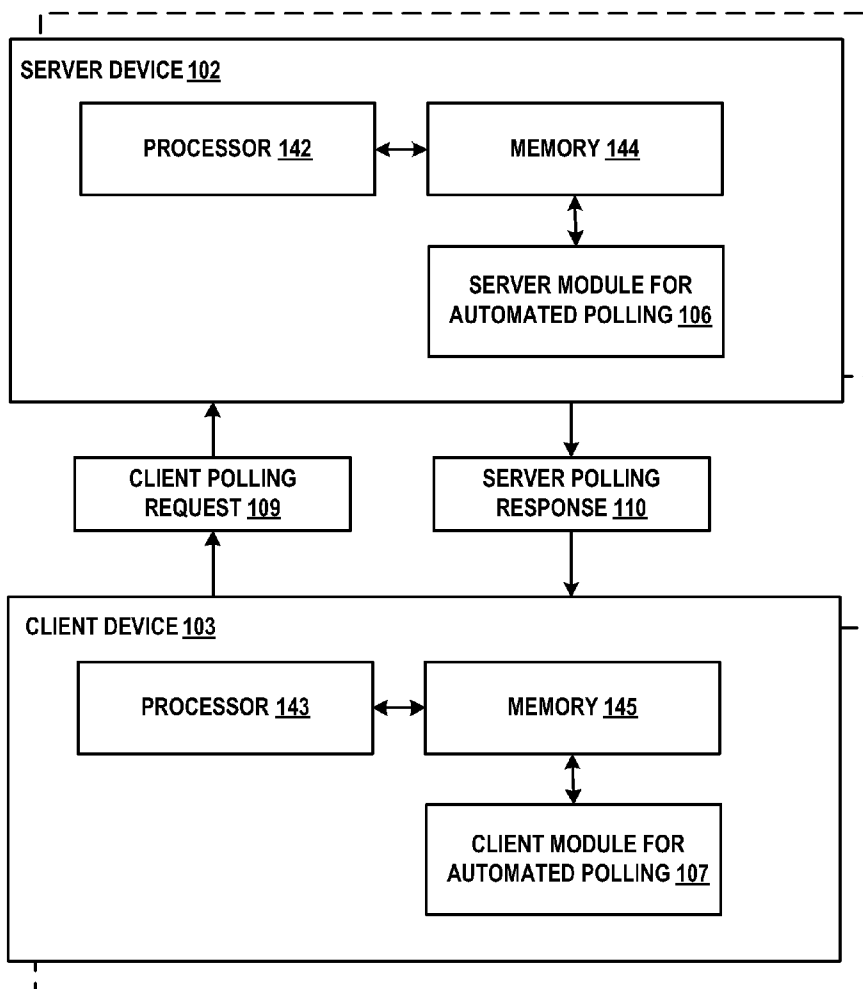 SERVER DEVICE 102
PROCESSOR 142
MEMORY 144
SERVER MODULE FOR
AUTOMATED POLLING 106
CLIENT POLLING
REQUEST 109
SERVER POLLING
RESPONSE 110
CLIENT DEVICE 103
PROCESSOR 143
MEMORY 145
CLIENT MODULE FOR
AUTOMATED POLLING 107